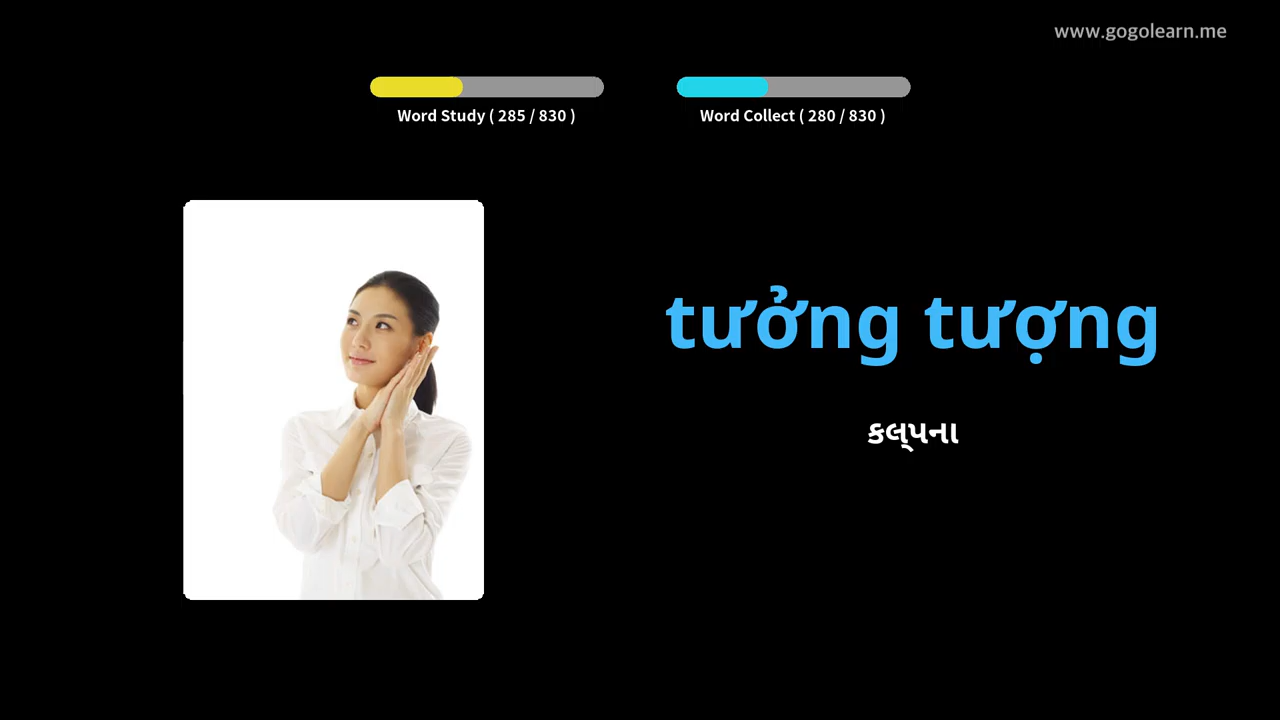 www.gogolearn.me
Word Study ( 285 / 830 )
Word Collect ( 280 / 830 )
tưởng tượng
કલ્પના